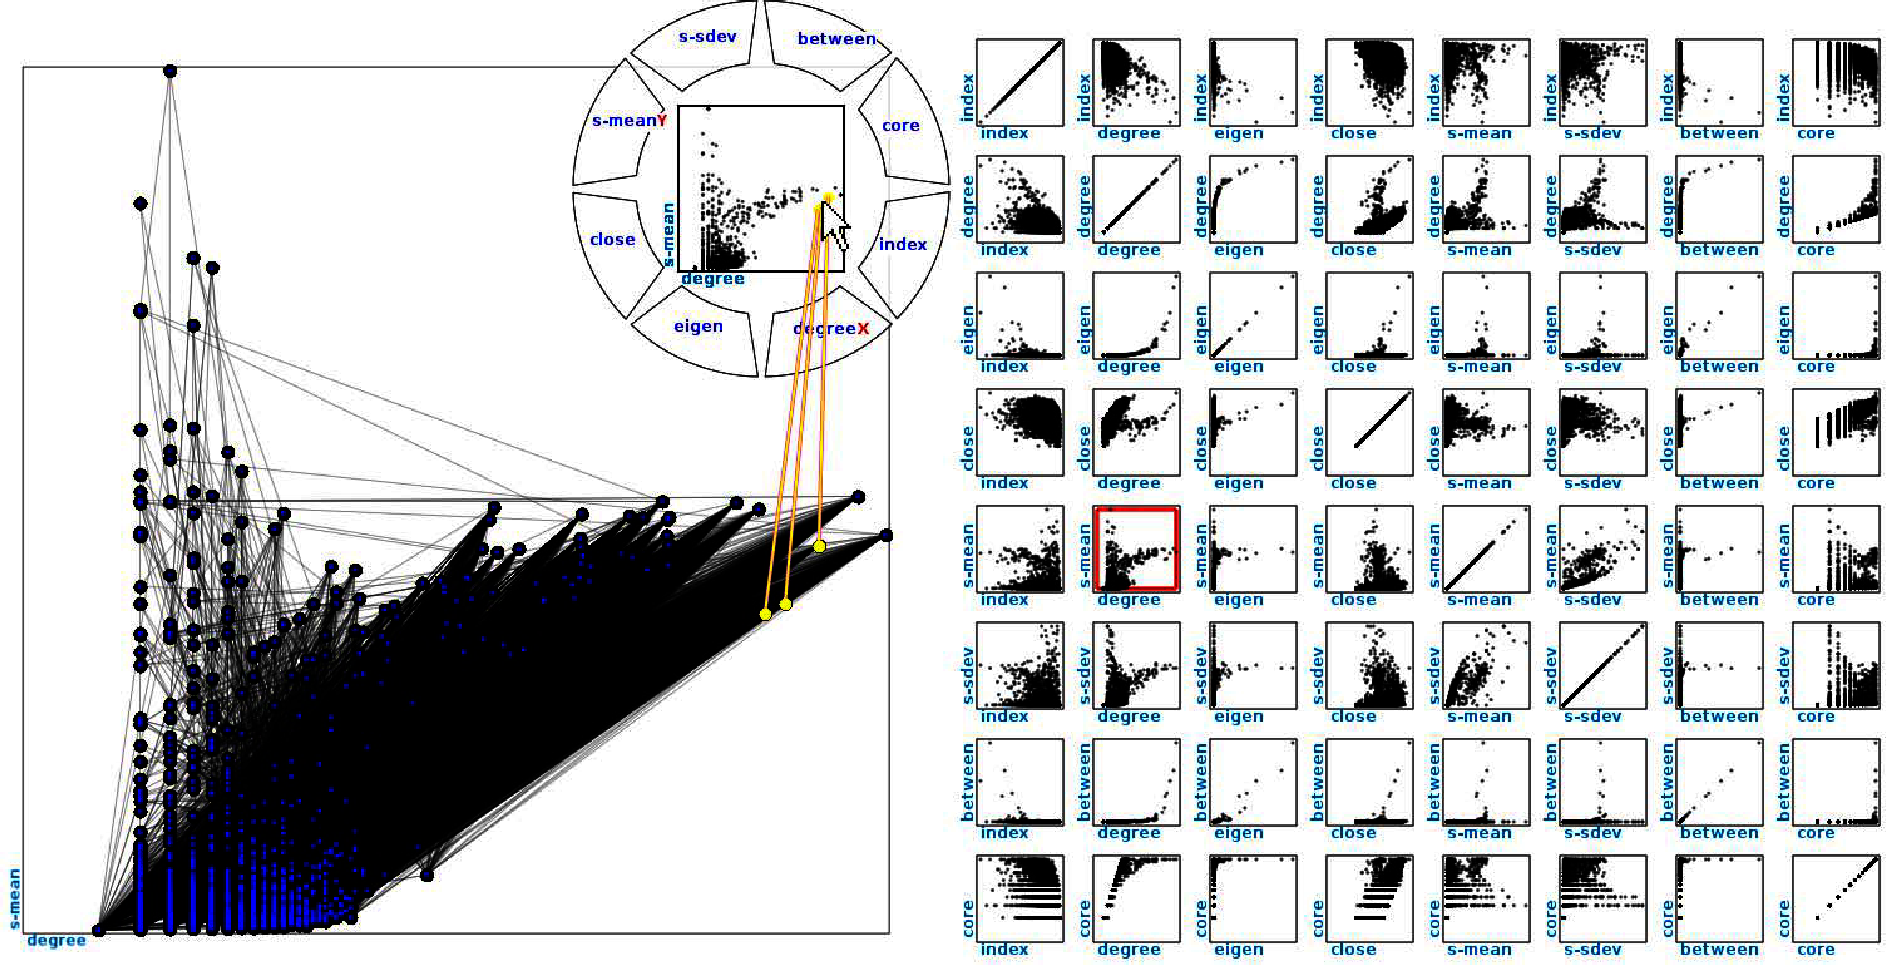 s-sdev
between
s-meanY
core
close
index
eigen
degreeX
s-mean
degree
s-mean
degree
index index index index index index index index
index degree eigen close s-mean s-sdev between core
degree degree degree degree degree degree degree degree
index degree eigen close s-mean s-sdev between core
eigen eigen eigen eigen eigen eigen eigen eigen
index degree eigen close s-mean s-sdev between core
close close close close close close close close
index degree eigen close s-mean s-sdev between core
s-mean s-mean s-mean s-mean s-mean s-mean s-mean s-mean
index degree eigen close s-mean s-sdev between core
s-sdev s-sdev s-sdev s-sdev s-sdev s-sdev s-sdev s-sdev
index degree eigen close s-mean s-sdev between core
between between between between between between between between
index degree eigen close s-mean s-sdev between core
core core core core core core core core
index degree eigen close s-mean s-sdev between core